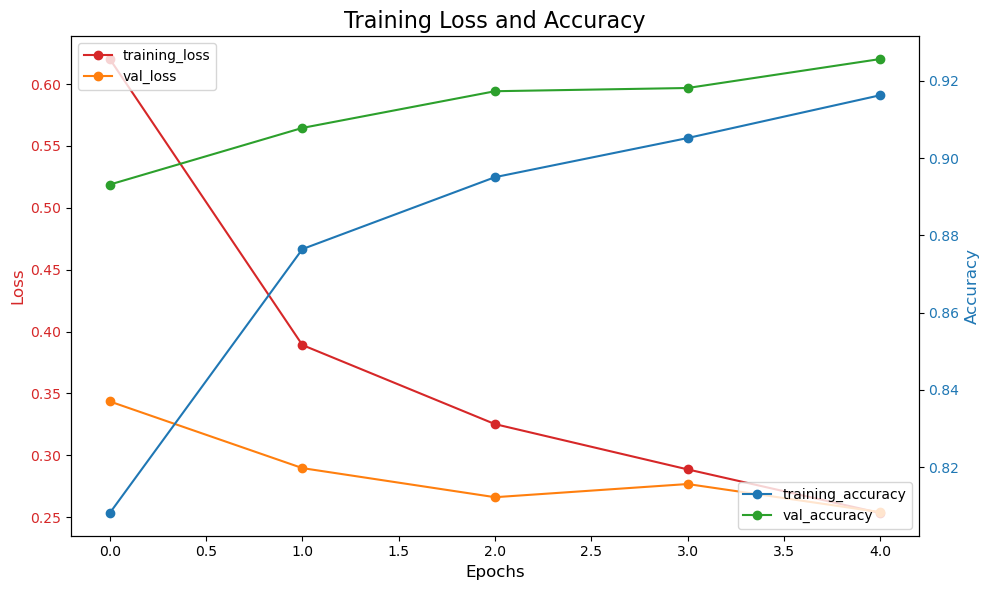 Training Loss and Accuracy
training_loss
val_loss
0.60
0.55
0.50
0.45
0.40
0.35
0.30
0.25
Loss
0.92
0.90
0.88
0.86
0.84
0.82
Accuracy
training_accuracy
val_accuracy
0.0 0.5 1.0 1.5 2.0 2.5 3.0 3.5 4.0
Epochs